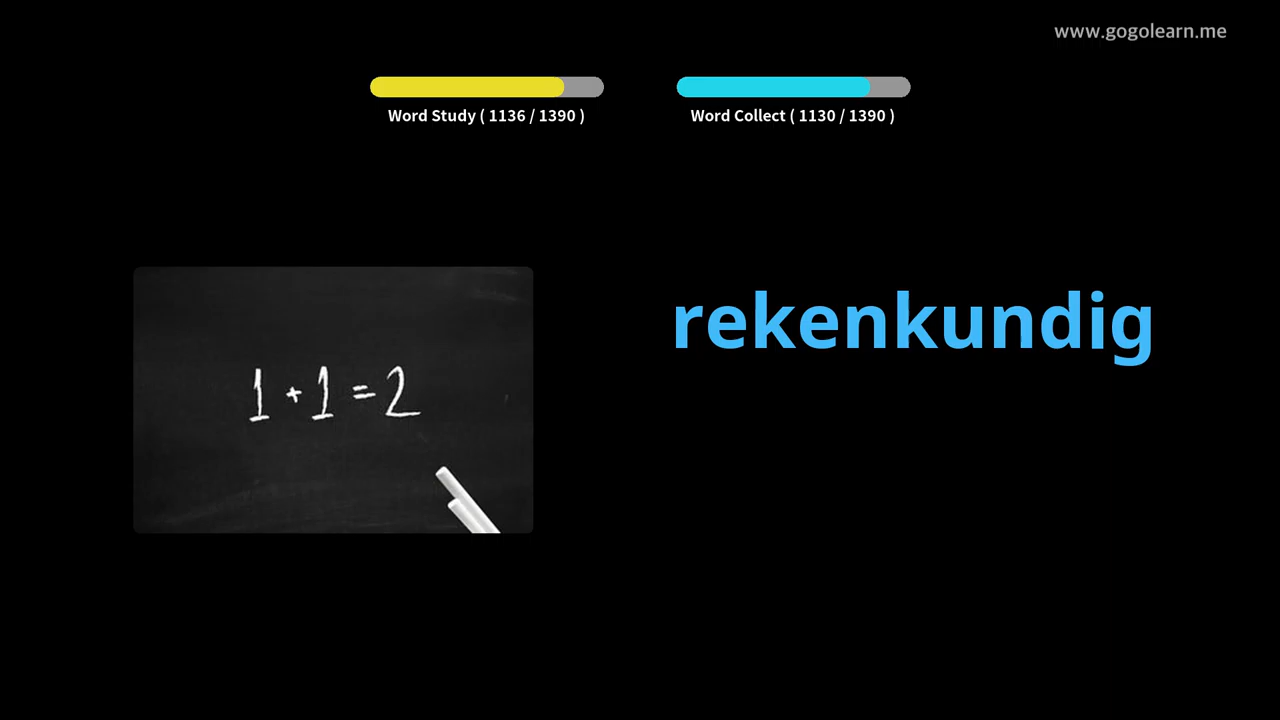 www.gogolearn.me
Word Study ( 1136 / 1390 )
Word Collect ( 1130 / 1390 )
rekenkundig
1 + 1 = 2